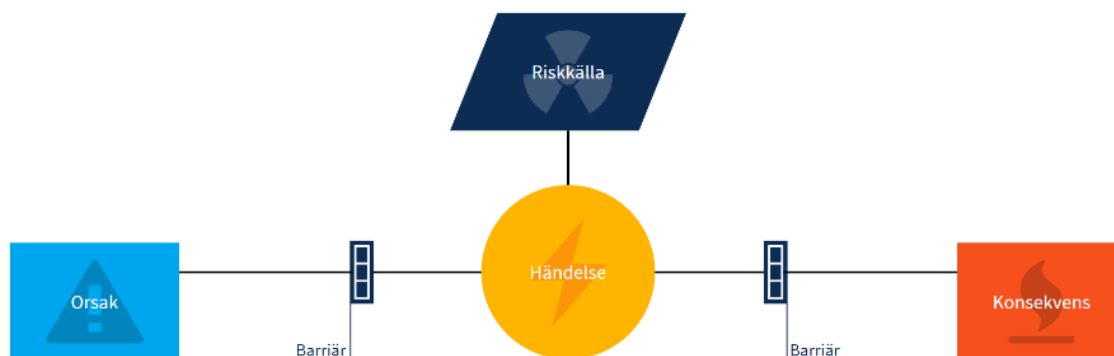 Riskkälla
Händelse
Orsak
Konsekvens
Barriär
Barriär